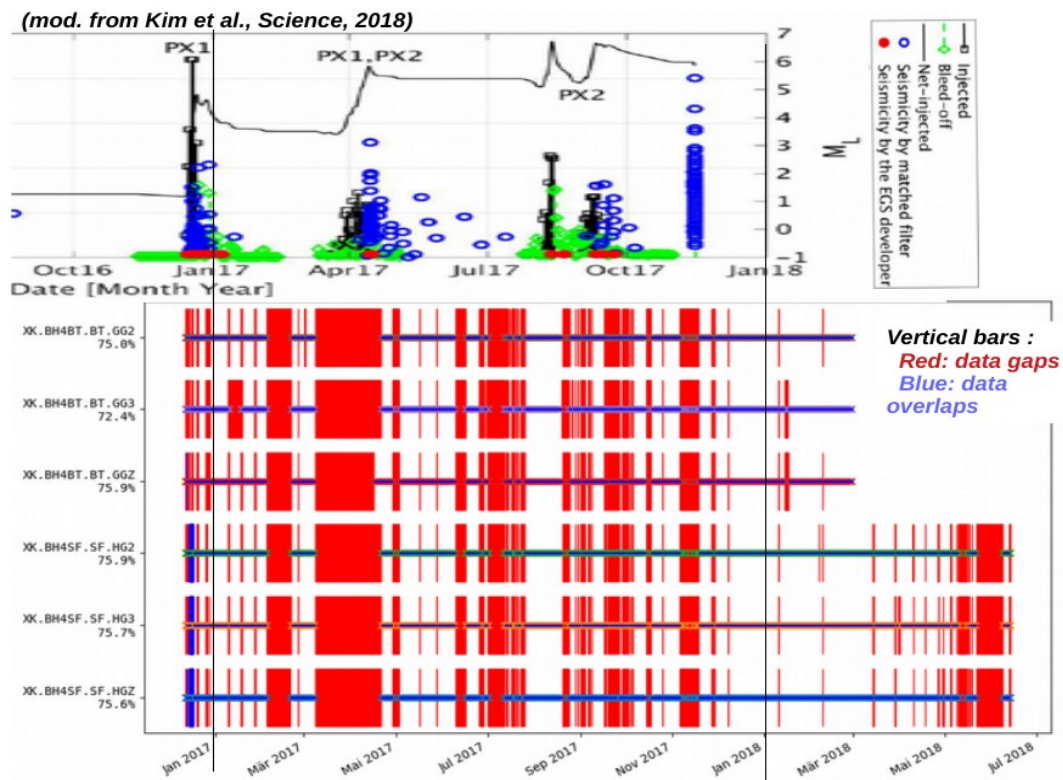 (mod. from Kim et al., Science, 2018)
PX1
PX1,PX2
PX2
7
6
5
4
3
2
1
0
−1
ML
Injected
Bleed-off
Net-injected
Seismicity by matched filter
Seismicity by the EGS developer
Oct16
Jan17
Apr17
Jul17
Oct17
Jan18
Date [Month Year]
XK.BH4BT.BT.GG2
75.0%
XK.BH4BT.BT.GG3
72.4%
XK.BH4BT.BT.GGZ
75.9%
XK.BH4SF.SF.HG2
75.9%
XK.BH4SF.SF.HG3
75.7%
XK.BH4SF.SF.HGZ
75.6%
Vertical bars :
Red: data gaps
Blue: data
overlaps
Jan 2017
Mär 2017
Mai 2017
Jul 2017
Sep 2017
Nov 2017
Jan 2018
Mär 2018
Mai 2018
Jul 2018